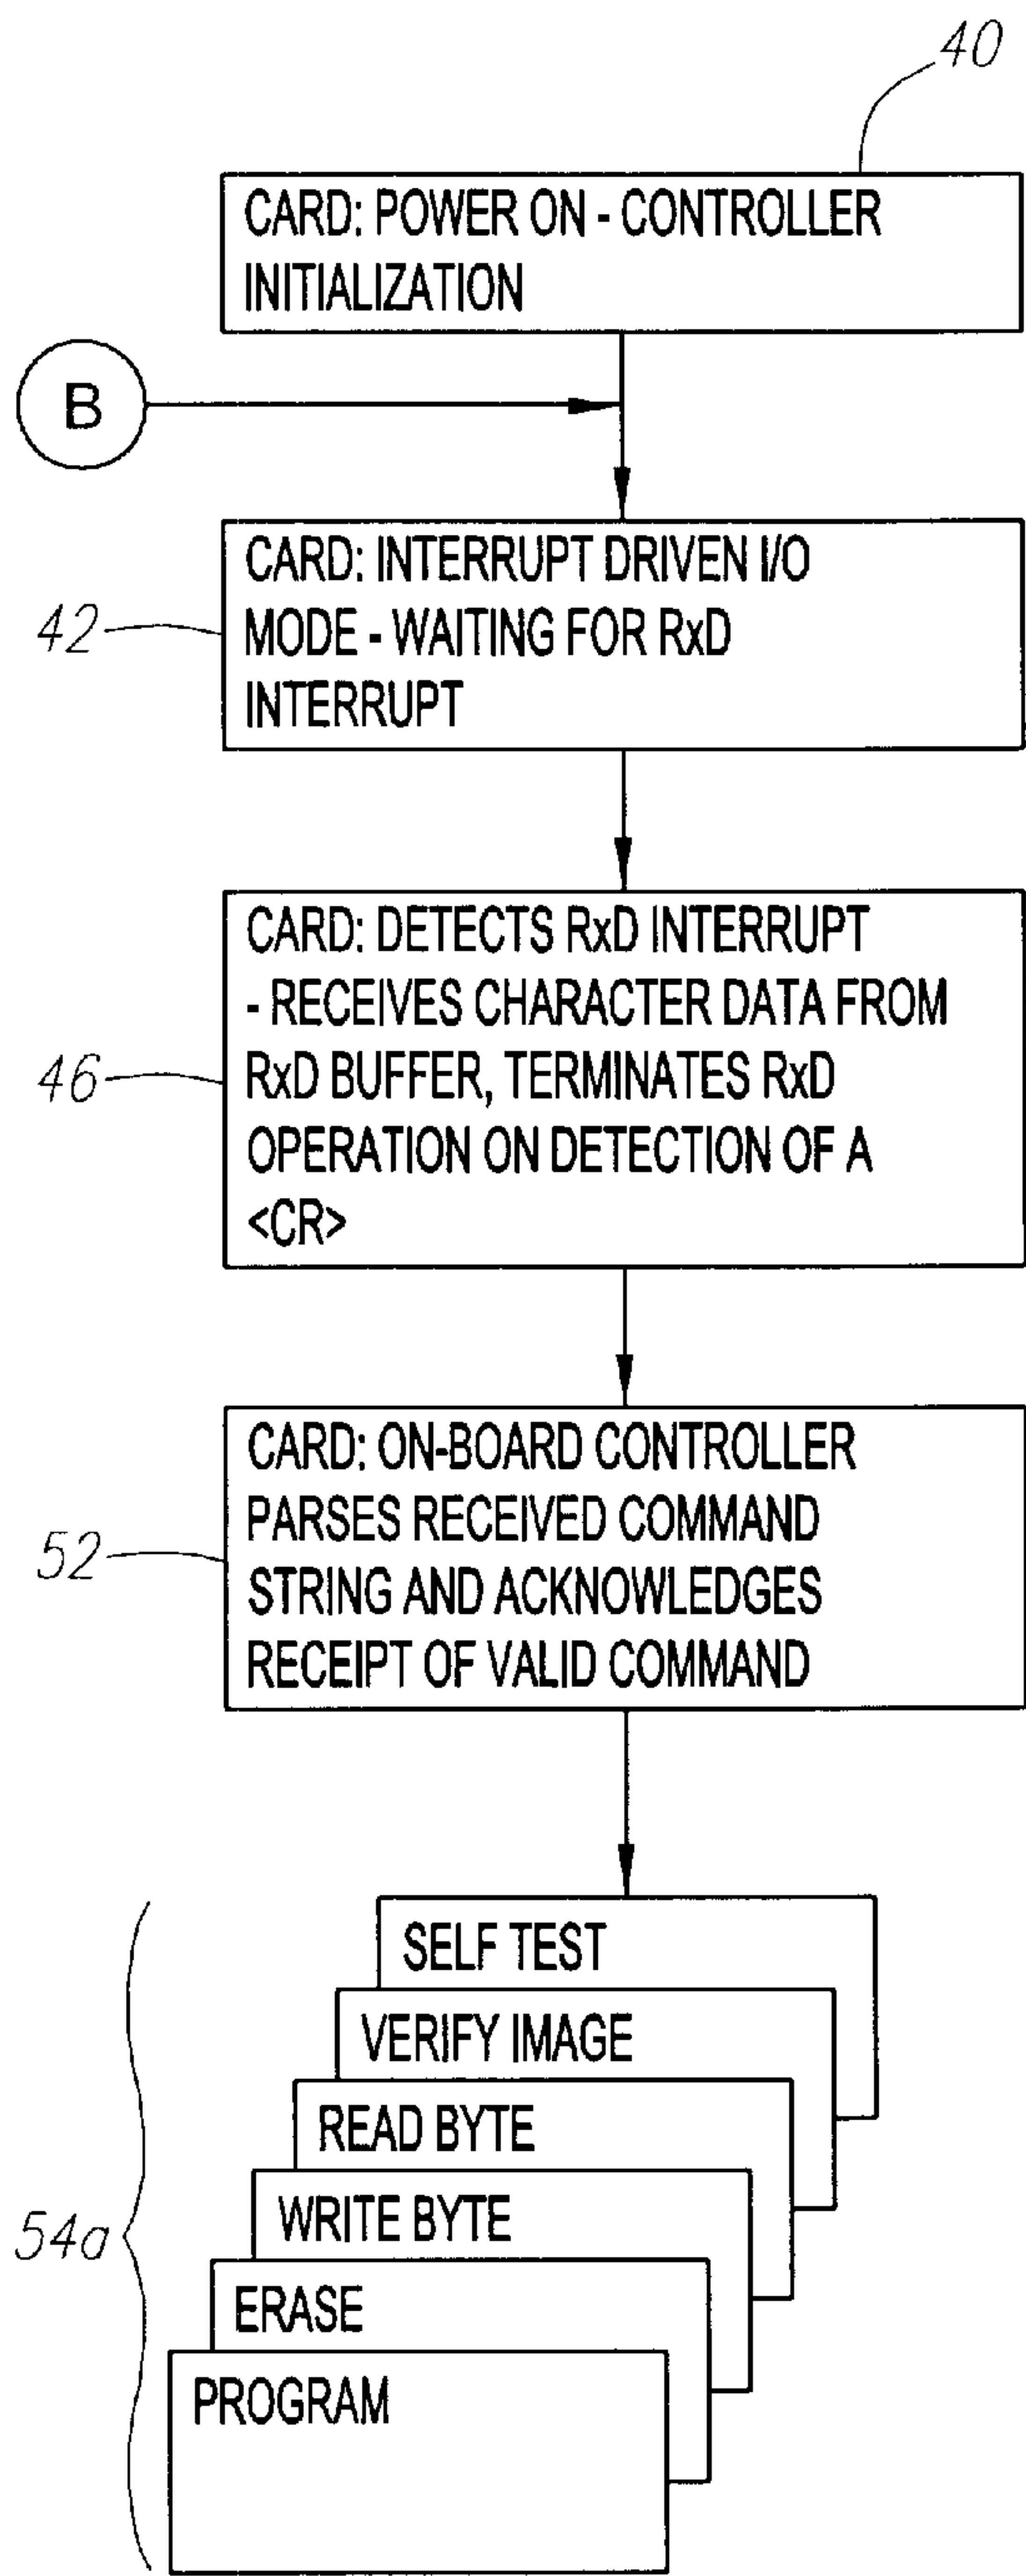 40
CARD: POWER ON - CONTROLLER
INITIALIZATION
B
42
CARD: INTERRUPT DRIVEN I/O
MODE - WAITING FOR RxD
INTERRUPT
46
CARD: DETECTS RxD INTERRUPT
- RECEIVES CHARACTER DATA FROM
RxD BUFFER, TERMINATES RxD
OPERATION ON DETECTION OF A
<CR>
52
CARD: ON-BOARD CONTROLLER
PARSES RECEIVED COMMAND
STRING AND ACKNOWLEDGES
RECEIPT OF VALID COMMAND
54a
SELF TEST
VERIFY IMAGE
READ BYTE
WRITE BYTE
ERASE
PROGRAM